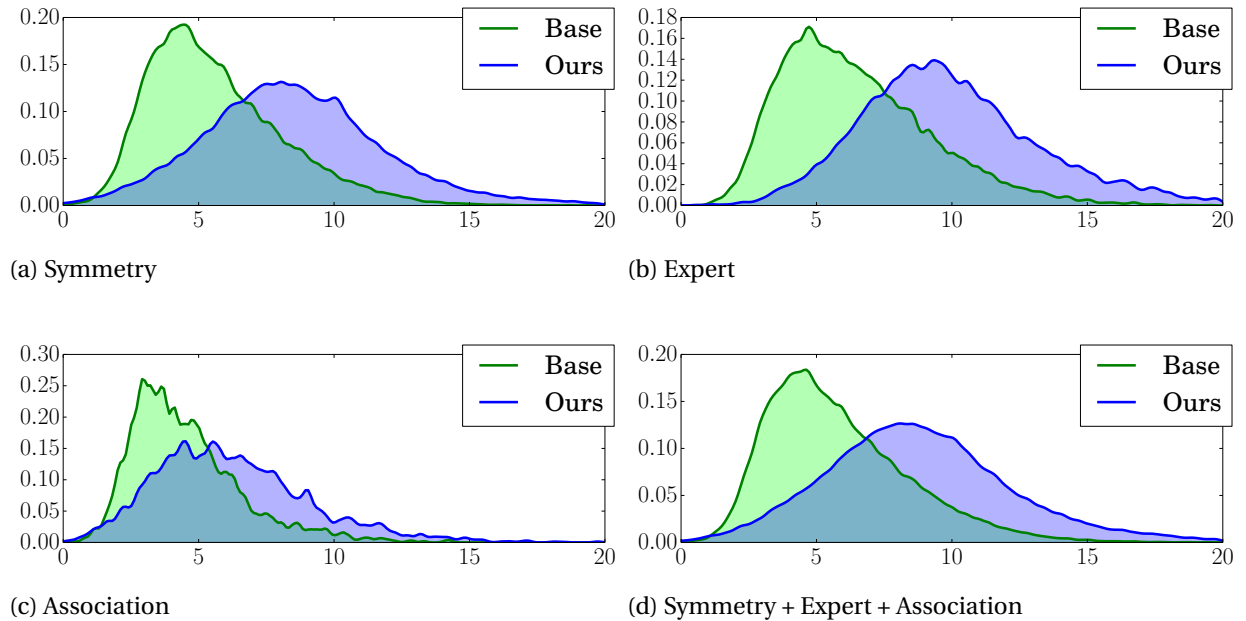 0.20
0.15
0.10
0.05
0.00
0 5 10 15 20
Base
Ours
(a) Symmetry
0.18
0.16
0.14
0.12
0.10
0.08
0.06
0.04
0.02
0.00
0 5 10 15 20
Base
Ours
(b) Expert
0.30
0.25
0.20
0.15
0.10
0.05
0.00
0 5 10 15 20
Base
Ours
(c) Association
0.20
0.15
0.10
0.05
0.00
0 5 10 15 20
Base
Ours
(d) Symmetry + Expert + Association